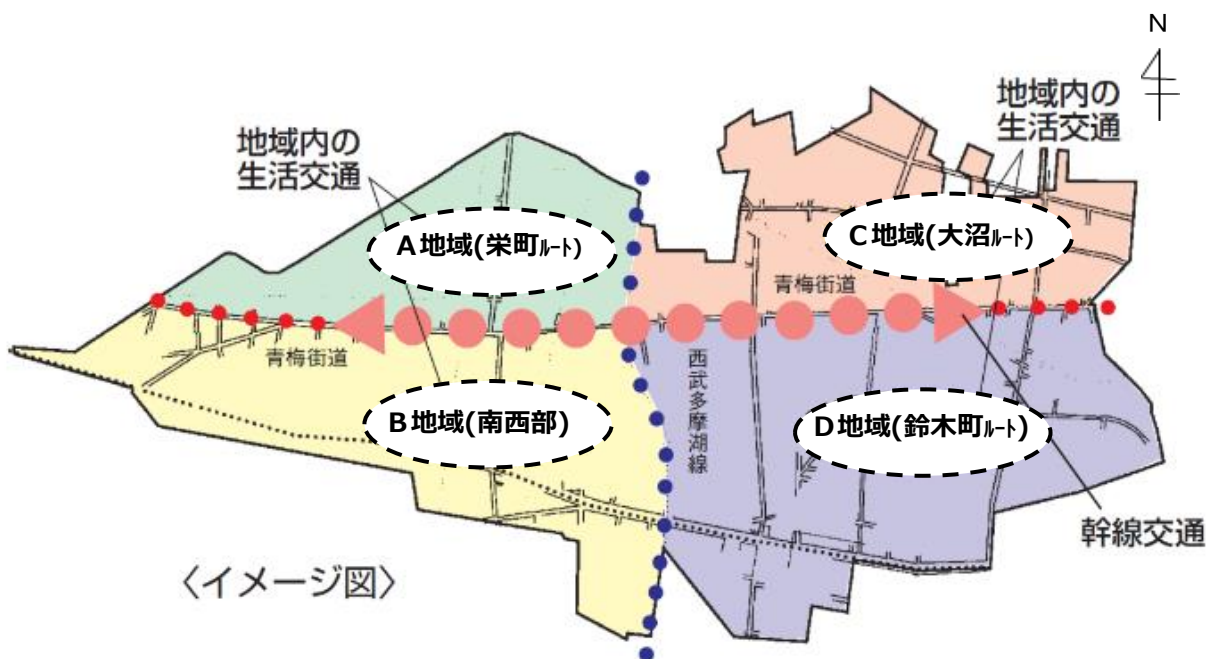 N
地域内の
生活交通
地域内の
生活交通
A地域(栄町ﾙｰﾄ)
C地域(大沼ﾙｰﾄ)
青梅街道
青梅街道
西武多摩湖線
B地域(南西部)
D地域(鈴木町ﾙｰﾄ)
幹線交通
〈イメージ図〉